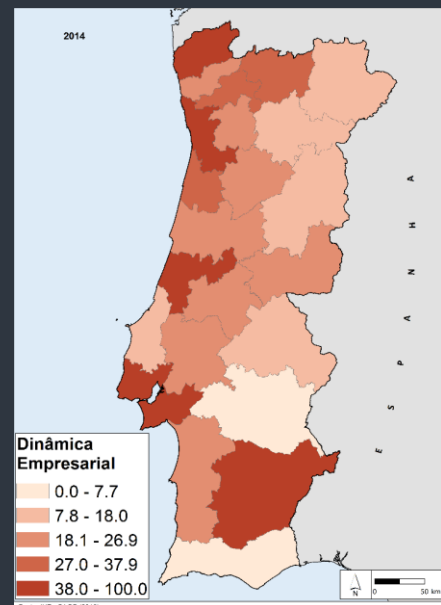 2014
ESPANHA
Dinâmica
Empresarial
0.0 - 7.7
7.8 - 18.0
18.1 - 26.9
27.0 - 37.9
38.0 - 100.0
N
0 50 km